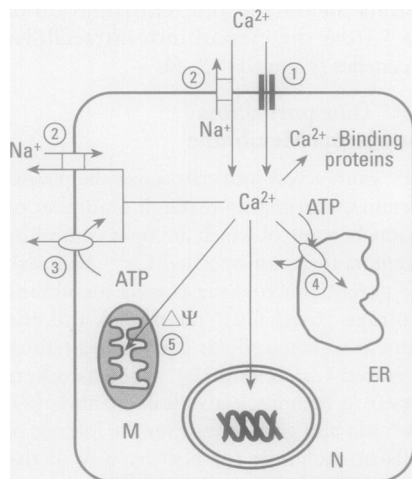 Ca²⁺
①
②
②
Na⁺
Ca²⁺ -Binding
proteins
Na⁺
Ca²⁺
ATP
③
ATP
④
△Ψ
⑤
ER
M
N